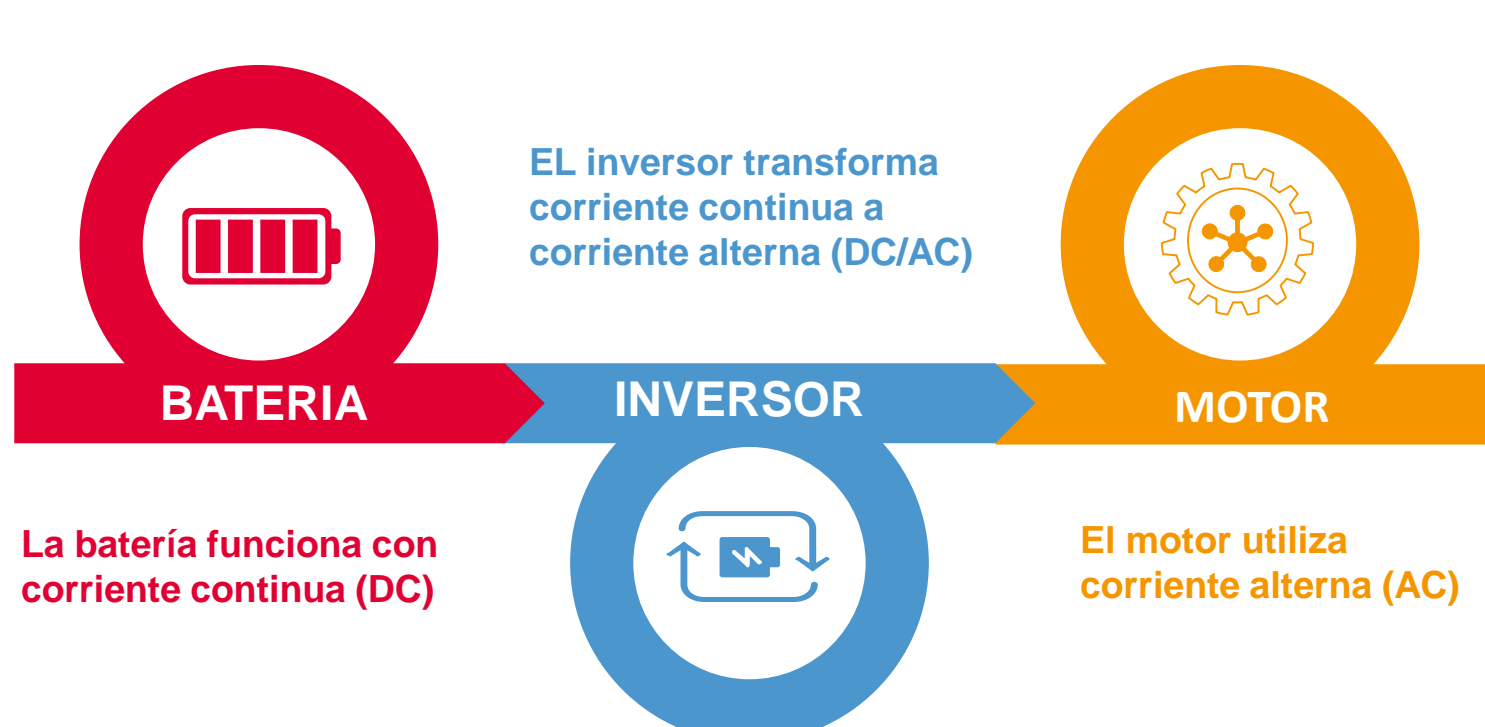 EL inversor transforma
corriente continua a
corriente alterna (DC/AC)
BATERIA
INVERSOR
MOTOR
La batería funciona con
corriente continua (DC)
El motor utiliza
corriente alterna (AC)